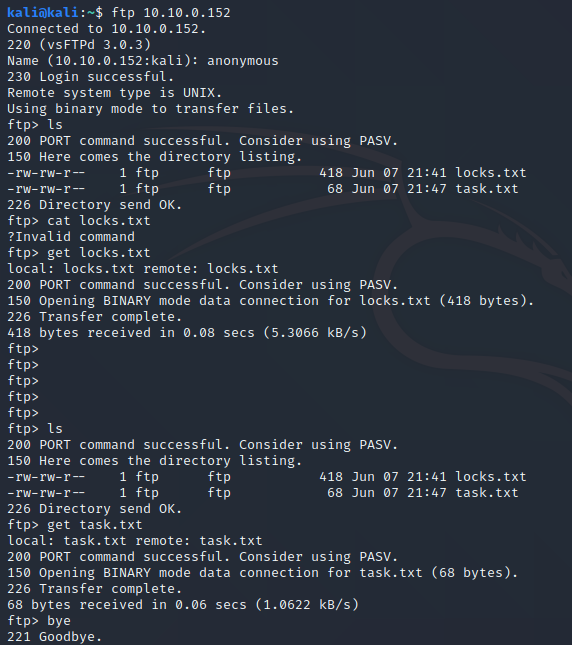 kali@kali:~$ ftp 10.10.0.152
Connected to 10.10.0.152.
220 (vsFTPd 3.0.3)
Name (10.10.0.152:kali): anonymous
230 Login successful.
Remote system type is UNIX.
Using binary mode to transfer files.
ftp> ls
200 PORT command successful. Consider using PASV.
150 Here comes the directory listing.
-rw-rw-r--    1 ftp      ftp           418 Jun 07 21:41 locks.txt
-rw-rw-r--    1 ftp      ftp            68 Jun 07 21:47 task.txt
226 Directory send OK.
ftp> cat locks.txt
?Invalid command
ftp> get locks.txt
local: locks.txt remote: locks.txt
200 PORT command successful. Consider using PASV.
150 Opening BINARY mode data connection for locks.txt (418 bytes).
226 Transfer complete.
418 bytes received in 0.08 secs (5.3066 kB/s)
ftp>
ftp>
ftp>
ftp>
ftp>
ftp> ls
200 PORT command successful. Consider using PASV.
150 Here comes the directory listing.
-rw-rw-r--    1 ftp      ftp           418 Jun 07 21:41 locks.txt
-rw-rw-r--    1 ftp      ftp            68 Jun 07 21:47 task.txt
226 Directory send OK.
ftp> get task.txt
local: task.txt remote: task.txt
200 PORT command successful. Consider using PASV.
150 Opening BINARY mode data connection for task.txt (68 bytes).
226 Transfer complete.
68 bytes received in 0.06 secs (1.0622 kB/s)
ftp> bye
221 Goodbye.